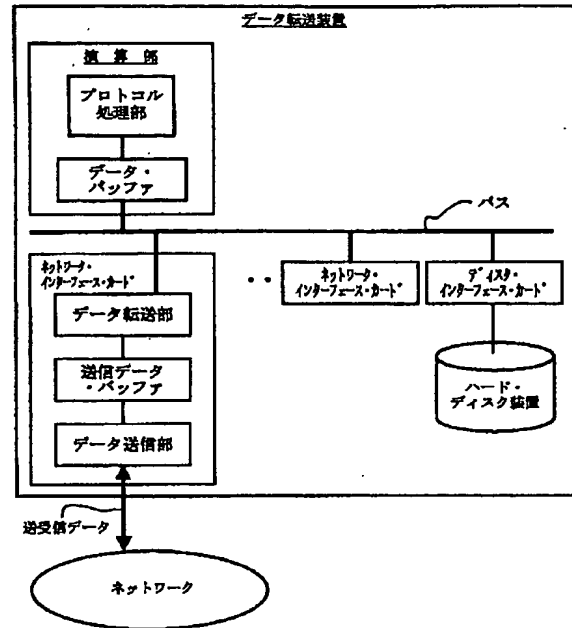 データ転送装置
演算部
プロトコル
処理部
データ・
バッファ
バス
ネットワーク・
インターフェース・カード
データ転送部
送信データ
・バッファ
データ送信部
・・
ネットワーク・
インターフェース・カード
ディスク・
インターフェース・カード
ハード・
ディスク装置
送受信データ
ネットワーク